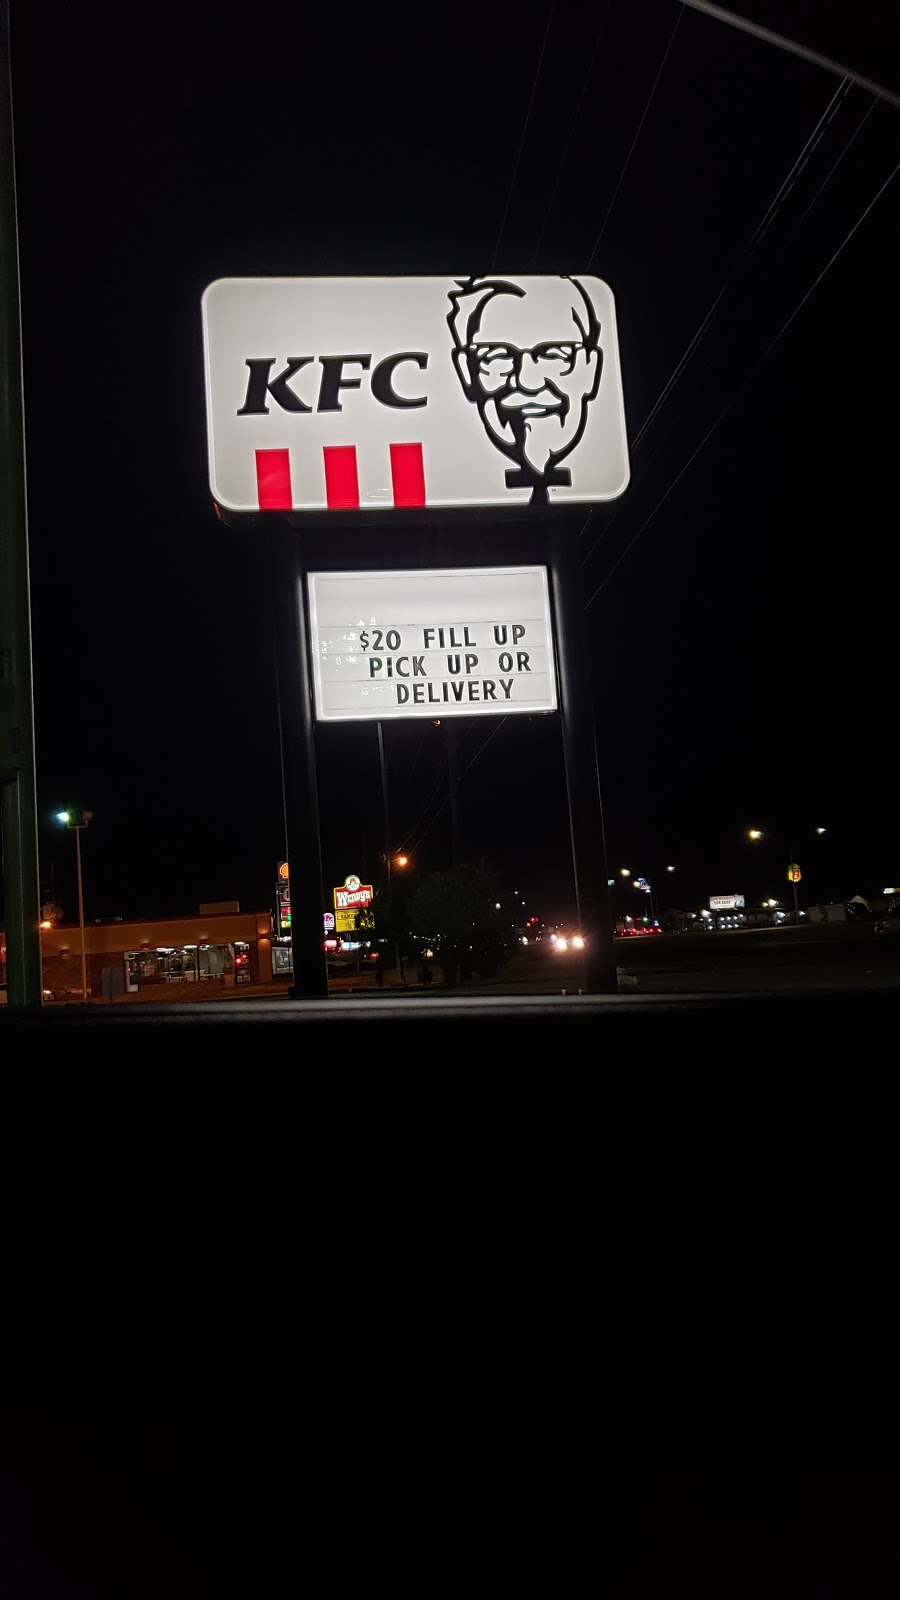 KFC
$20 FILL UP
PICK UP OR
DELIVERY
WENDY'S